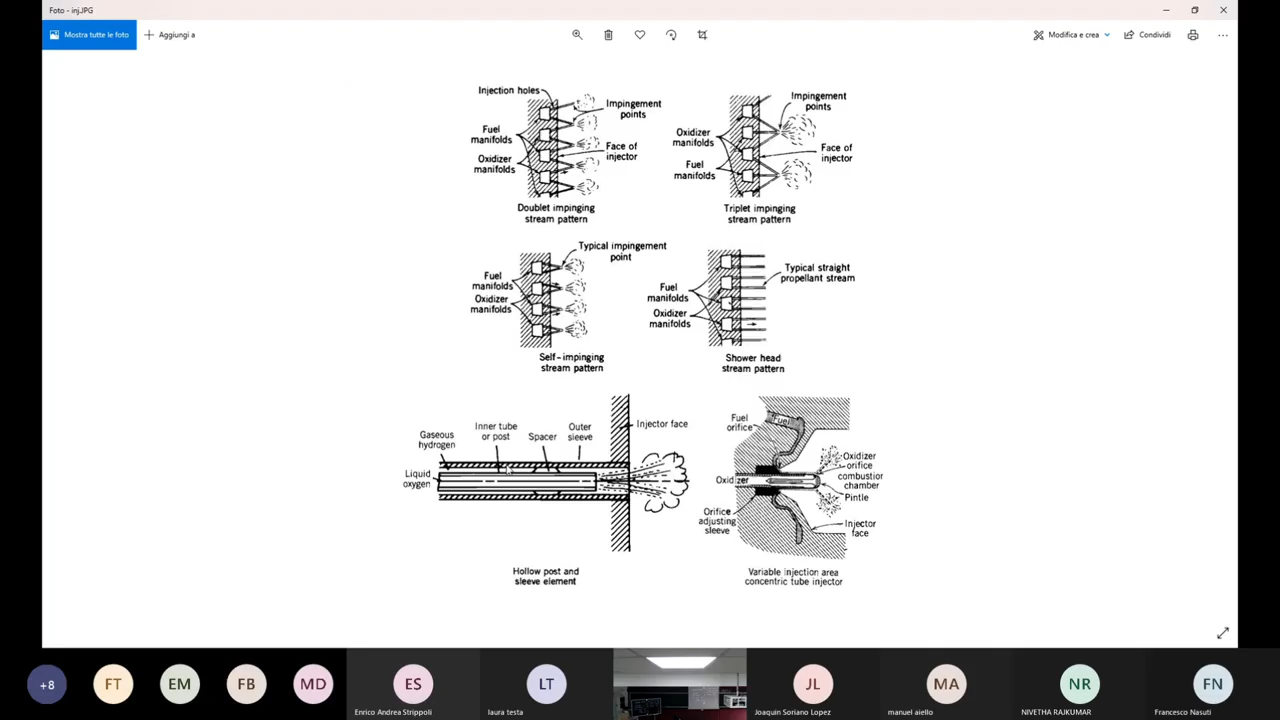 Foto - inj.JPG
Mostra tutte le foto
Aggiungi a
Modifica e crea
Condividi
Injection holes
Fuel
manifolds
Oxidizer
manifolds
Impingement
points
Face of
injector
Doublet impinging
stream pattern
Oxidizer
manifolds
Fuel
manifolds
Impingement
points
Face of
injector
Triplet impinging
stream pattern
Fuel
manifolds
Oxidizer
manifolds
Typical impingement
point
Self-impinging
stream pattern
Fuel
manifolds
Oxidizer
manifolds
Typical straight
propellant stream
Shower head
stream pattern
Gaseous
hydrogen
Inner tube
or post
Spacer
Outer
sleeve
Injector face
Liquid
oxygen
Hollow post and
sleeve element
Fuel
orifice
Fuel
Oxidizer
Oxidizer
orifice
combustion
chamber
Pintle
Orifice
adjusting
sleeve
Injector
face
Variable Injection area
concentric tube injector
+8
FT
EM
FB
MD
ES
Enrico Andrea Strippoli
LT
laura testa
JL
Joaquin Soriano Lopez
MA
manuel aiello
NR
NIVETHA RAJKUMAR
FN
Francesco Nasuti